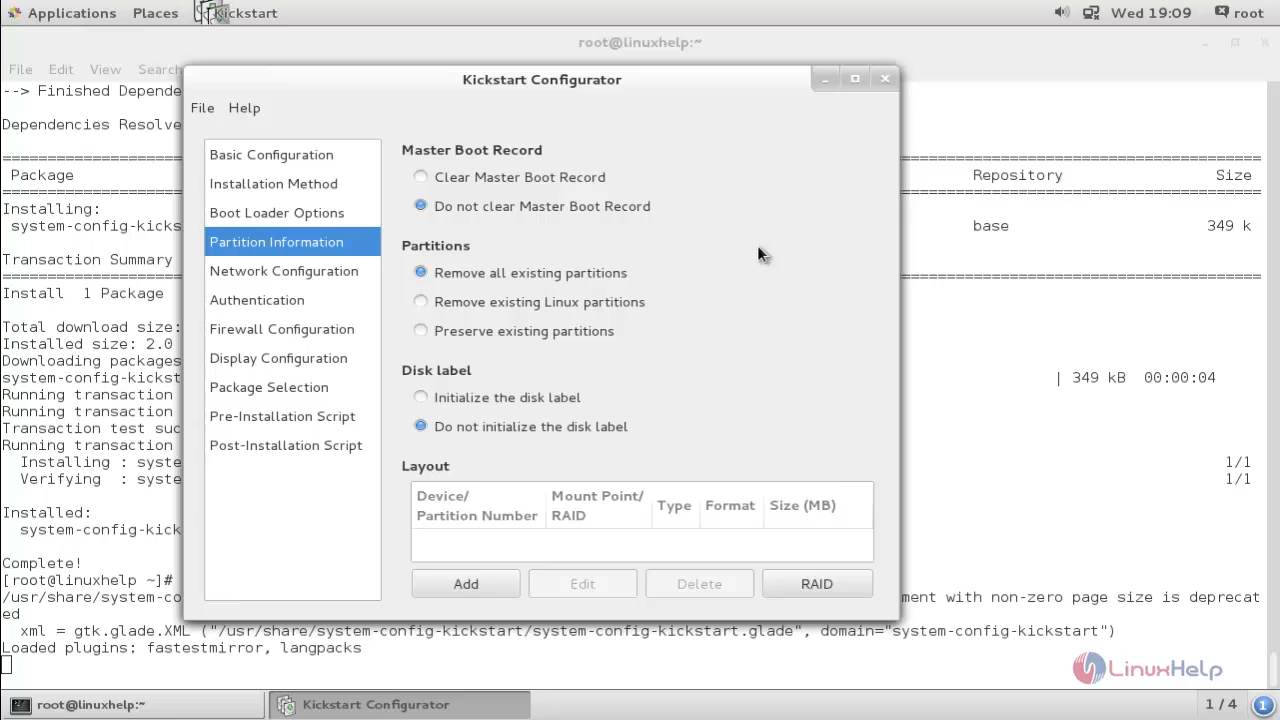 Applications Places Kickstart Wed 19:09 root
root@linuxhelp:~
File Edit View Search
Kickstart Configurator
File Help
--> Finished Depende
Dependencies Resolve
Package Repository Size
Installing:
system-config-kicks base 349 k
Transaction Summary
Install 1 Package
Total download size:
Installed size: 2.0
Downloading packages
system-config-kickst | 349 kB 00:00:04
Running transaction
Running transaction
Transaction test suc
Running transaction
Installing : syste 1/1
Verifying : syste 1/1
Installed:
system-config-kick
Complete!
[root@linuxhelp ~]#
/usr/share/system-co ment with non-zero page size is deprecat
ed
xml = gtk.glade.XML ("/usr/share/system-config-kickstart/system-config-kickstart.glade", domain="system-config-kickstart")
Loaded plugins: fastestmirror, langpacks
Basic Configuration
Installation Method
Boot Loader Options
Partition Information
Network Configuration
Authentication
Firewall Configuration
Display Configuration
Package Selection
Pre-Installation Script
Post-Installation Script
Master Boot Record
Clear Master Boot Record
Do not clear Master Boot Record
Partitions
Remove all existing partitions
Remove existing Linux partitions
Preserve existing partitions
Disk label
Initialize the disk label
Do not initialize the disk label
Layout
Device/
Partition Number
Mount Point/
RAID
Type Format Size (MB)
Add Edit Delete RAID
LinuxHelp
root@linuxhelp:~ Kickstart Configurator 1 / 4 1